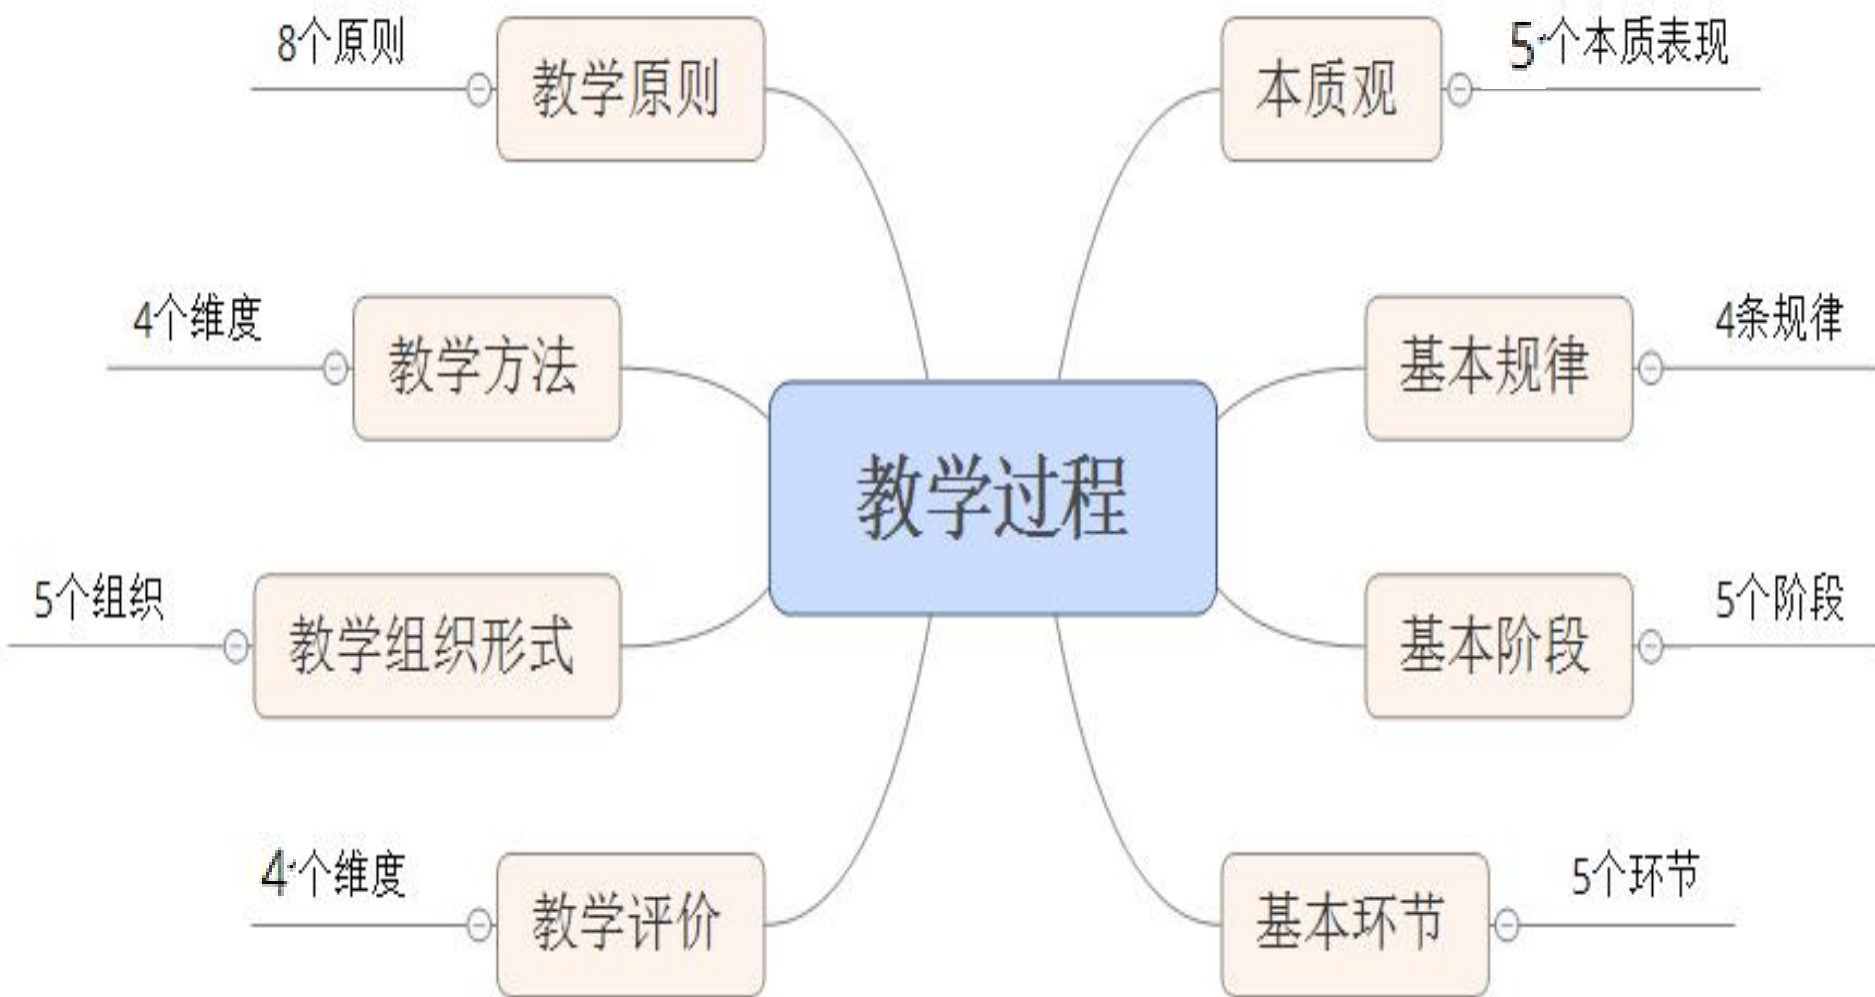 8个原则
教学原则
本质观
5个本质表现
4个维度
教学方法
基本规律
4条规律
教学过程
5个组织
教学组织形式
基本阶段
5个阶段
4个维度
教学评价
基本环节
5个环节